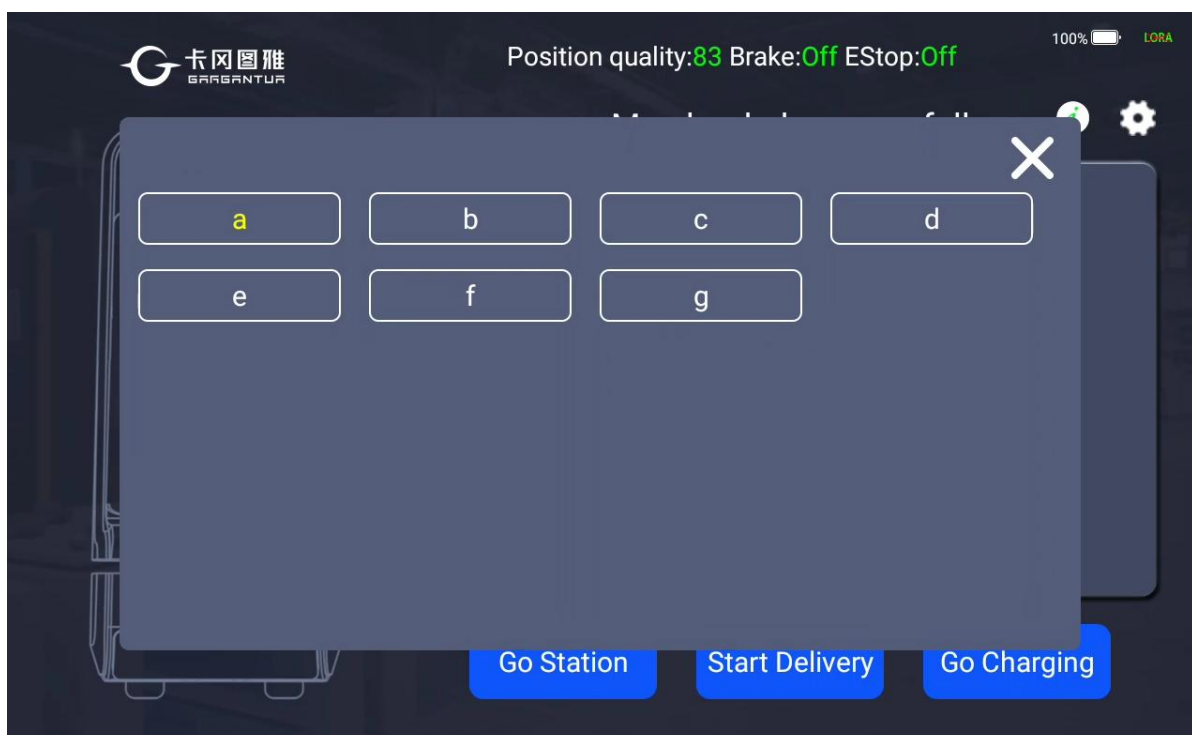 卡冈图雅
GARGANTUA
Position quality:83 Brake:Off EStop:Off
100%
LORA
a
b
c
d
e
f
g
Go Station
Start Delivery
Go Charging